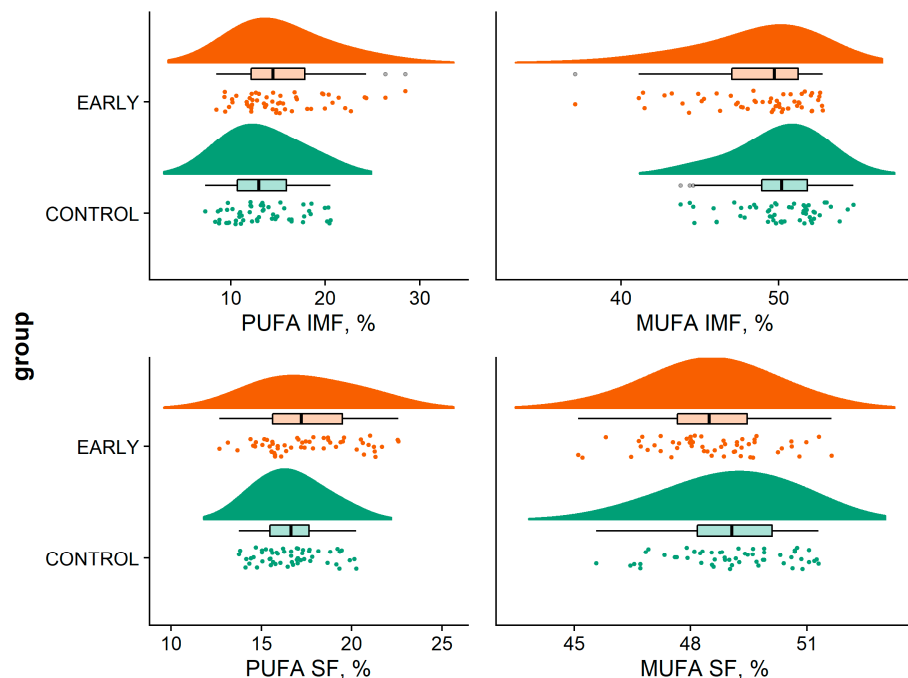 group
EARLY
CONTROL
10 20 30
PUFA IMF, %
40 50
MUFA IMF, %
EARLY
CONTROL
10 15 20 25
PUFA SF, %
45 48 51
MUFA SF, %